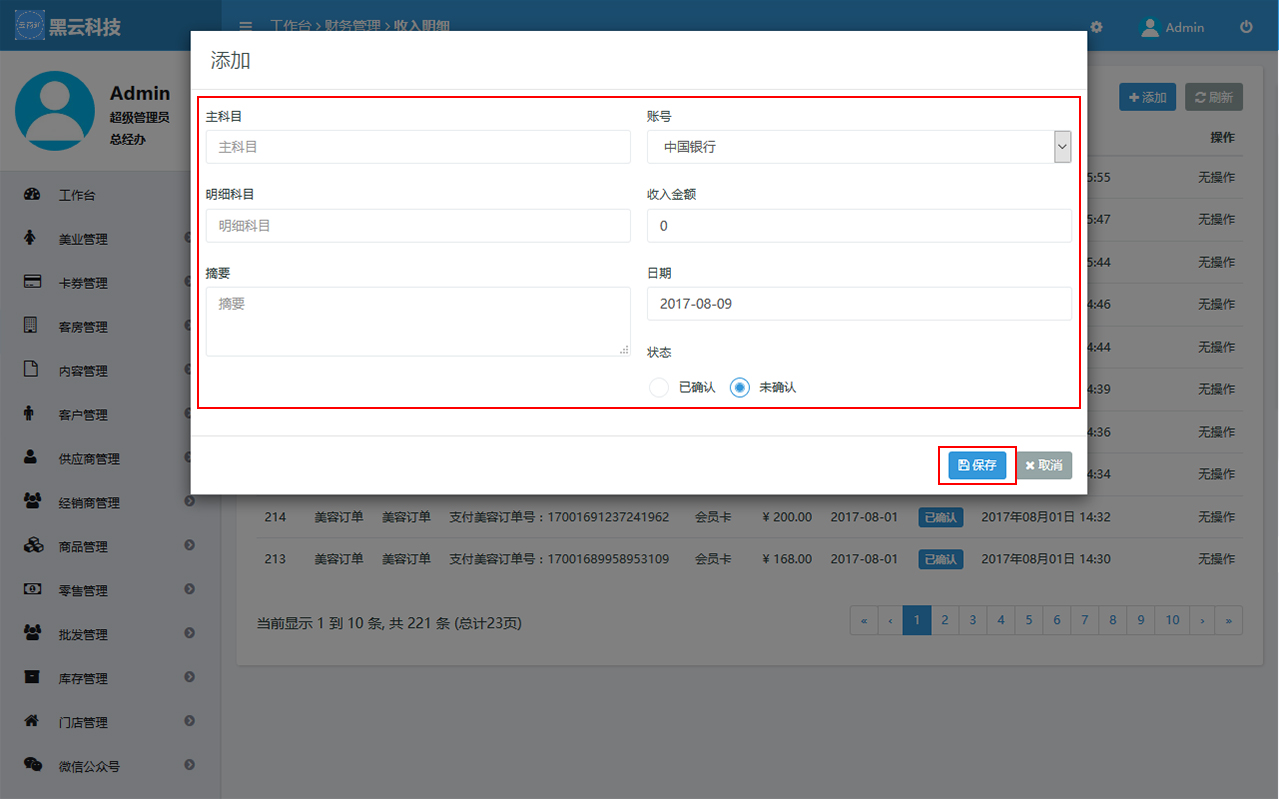 黑云科技
工作台 > 财务管理 > 收入明细
Admin
Admin
超级管理员
总经办
工作台
美业管理
卡券管理
客房管理
内容管理
客户管理
供应商管理
经销商管理
商品管理
零售管理
批发管理
库存管理
门店管理
微信公众号
添加
主科目
主科目
账号
中国银行
明细科目
明细科目
收入金额
0
摘要
摘要
日期
2017-08-09
状态
已确认 未确认
保存 取消
添加 刷新
操作
5:55 无操作
5:47 无操作
5:44 无操作
4:46 无操作
4:44 无操作
4:39 无操作
4:36 无操作
4:34 无操作
214 美容订单 美容订单 支付美容订单号：17001691237241962 会员卡 ¥ 200.00 2017-08-01 已确认 2017年08月01日 14:32 无操作
213 美容订单 美容订单 支付美容订单号：17001689958953109 会员卡 ¥ 168.00 2017-08-01 已确认 2017年08月01日 14:30 无操作
当前显示 1 到 10 条, 共 221 条 (总计23页)
« ‹ 1 2 3 4 5 6 7 8 9 10 › »